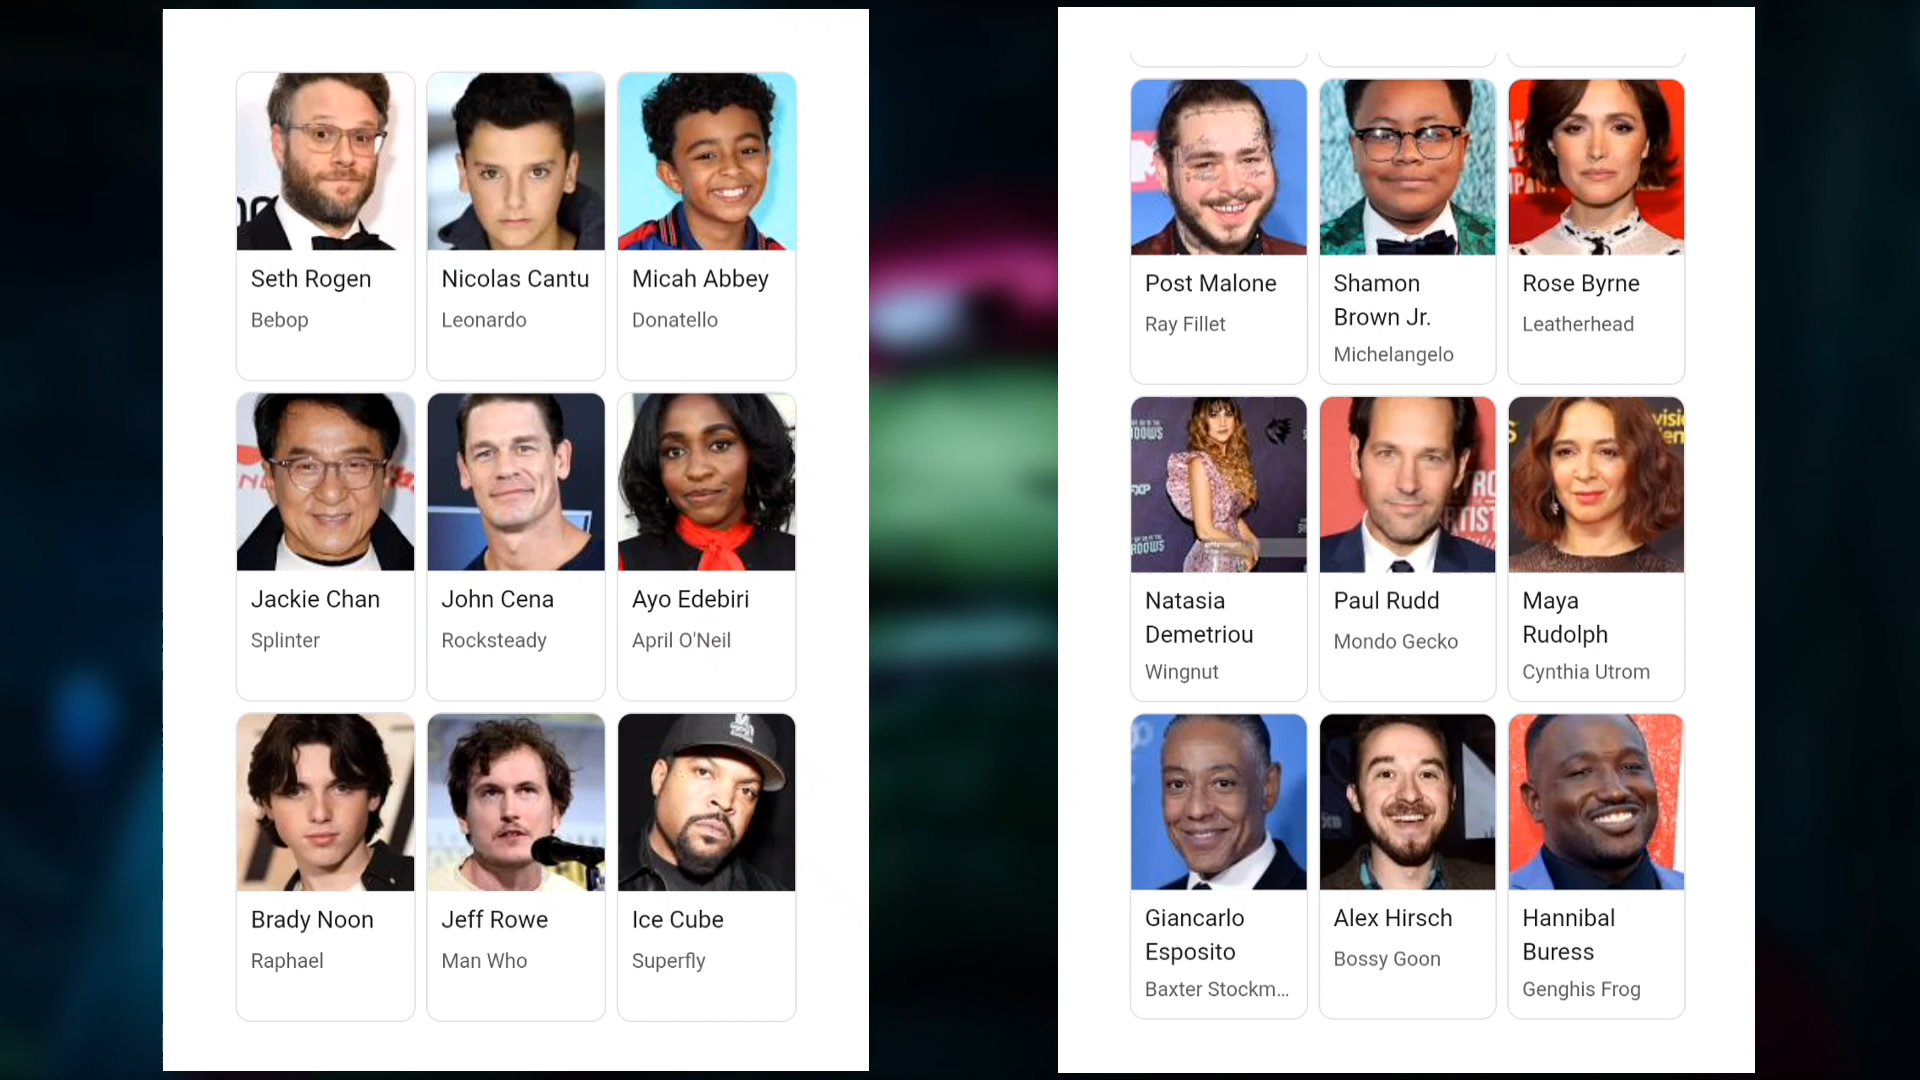 Seth Rogen
Bebop
Nicolas Cantu
Leonardo
Micah Abbey
Donatello
Jackie Chan
Splinter
John Cena
Rocksteady
Ayo Edebiri
April O'Neil
Brady Noon
Raphael
Jeff Rowe
Man Who
Ice Cube
Superfly
Post Malone
Ray Fillet
Shamon
Brown Jr.
Michelangelo
Rose Byrne
Leatherhead
Natasia
Demetriou
Wingnut
Paul Rudd
Mondo Gecko
Maya
Rudolph
Cynthia Utrom
Giancarlo
Esposito
Baxter Stockm...
Alex Hirsch
Bossy Goon
Hannibal
Buress
Genghis Frog